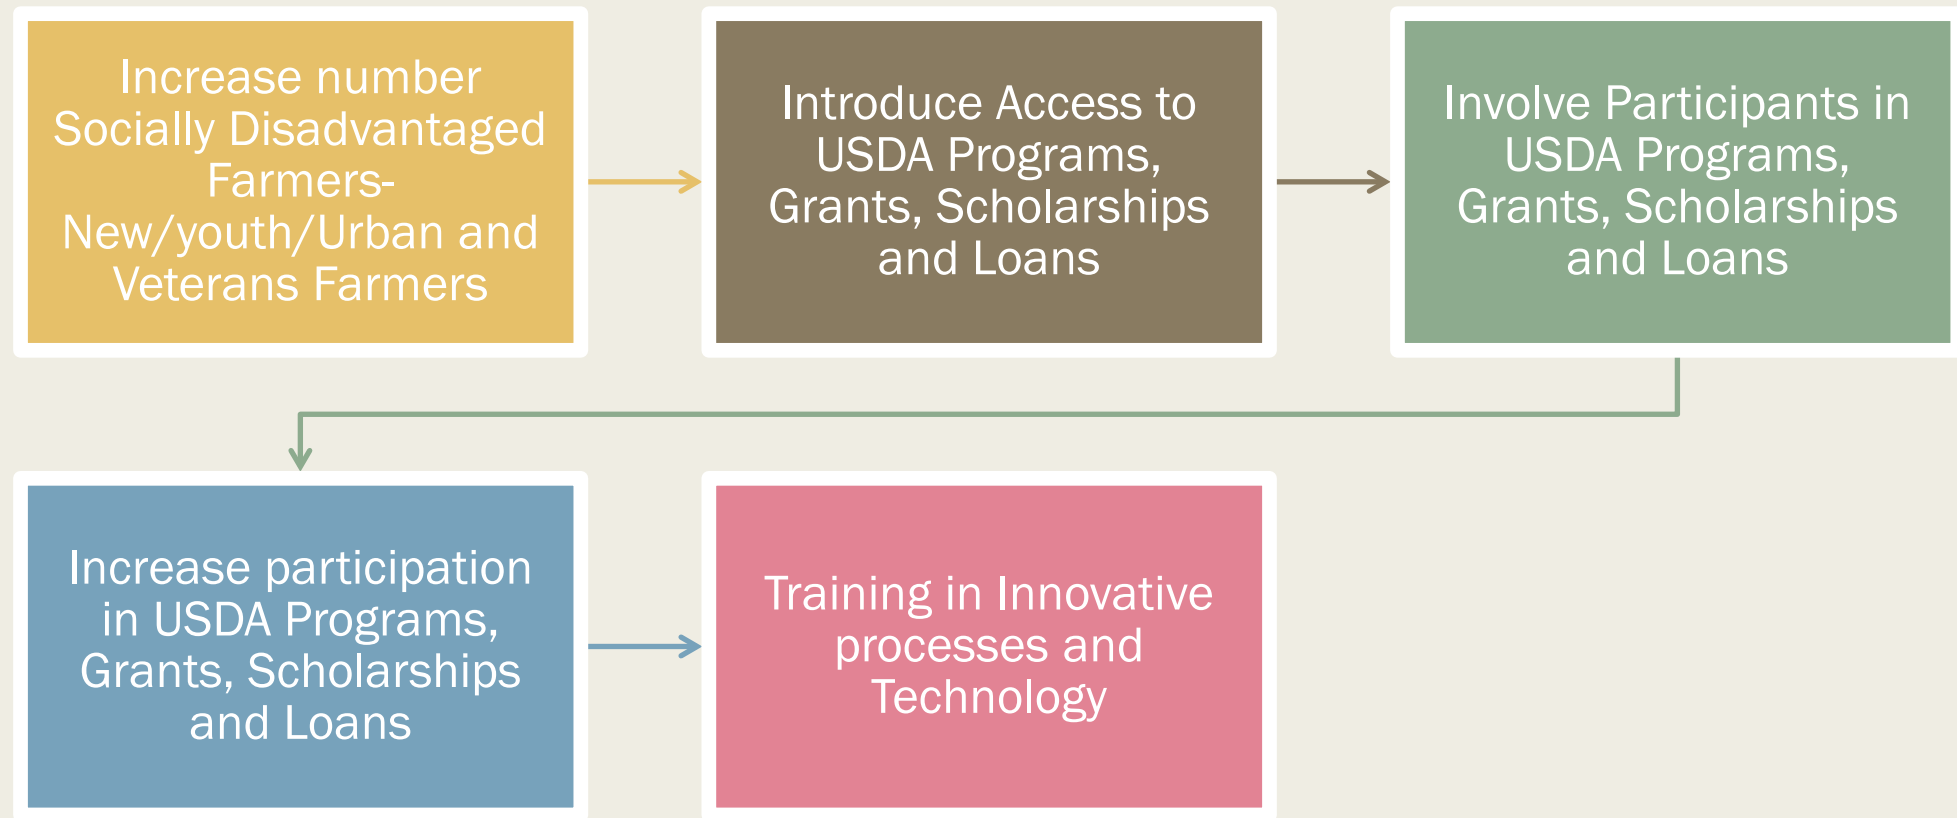 Increase number
Socially Disadvantaged
Farmers-
New/youth/Urban and
Veterans Farmers
Introduce Access to
USDA Programs,
Grants, Scholarships
and Loans
Involve Participants in
USDA Programs,
Grants, Scholarships
and Loans
Increase participation
in USDA Programs,
Grants, Scholarships
and Loans
Training in Innovative
processes and
Technology